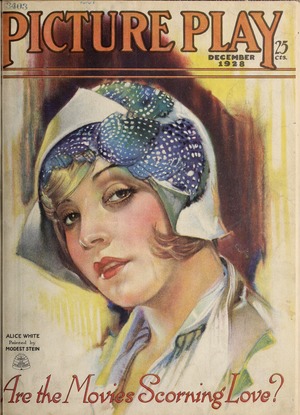 PICTURE PLAY
DECEMBER
1928
25
CTS.
ALICE WHITE
Painted by
MODEST STEIN
Are the Movies Scorning Love?